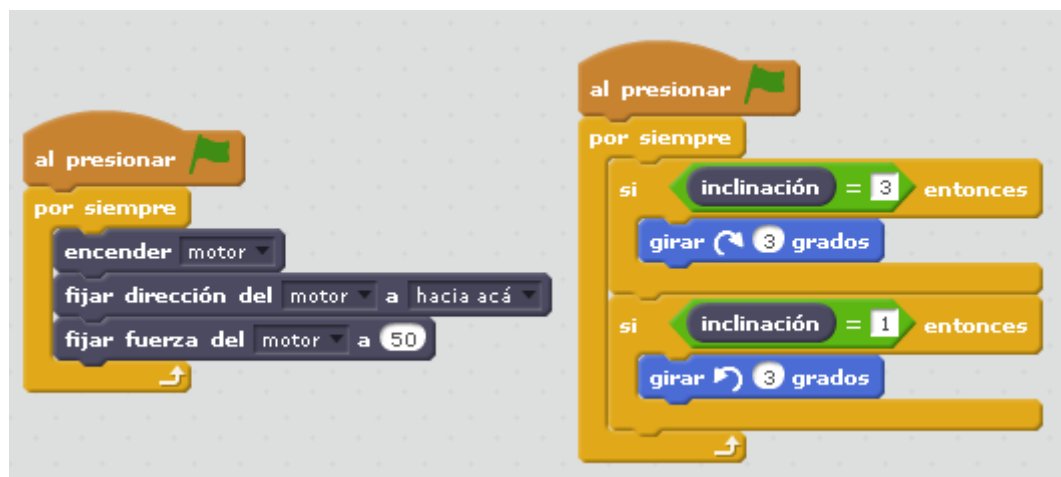 al presionar
por siempre
encender motor
fijar dirección del motor a hacia acá
fijar fuerza del motor a 50
al presionar
por siempre
si inclinación = 3 entonces
girar 3 grados
si inclinación = 1 entonces
girar 3 grados